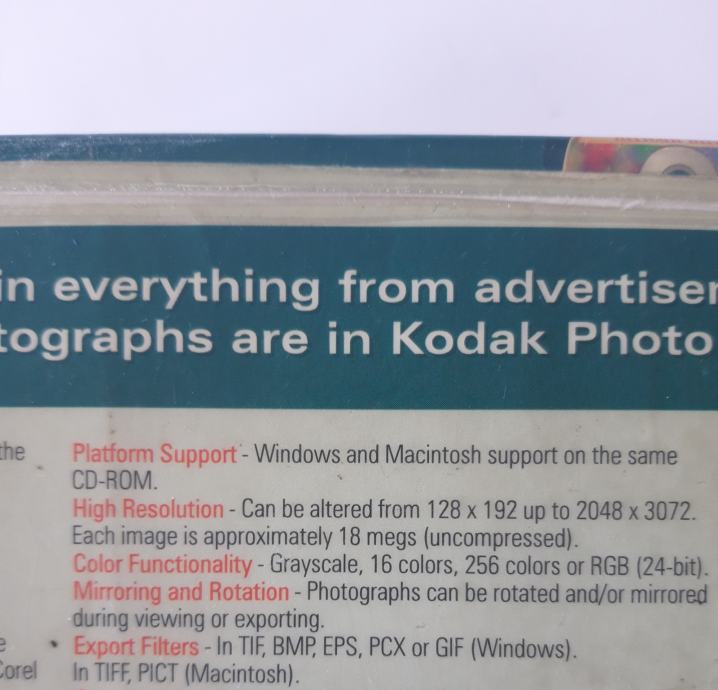 in everything from advertiser
tographs are in Kodak Photo
the
Platform Support - Windows and Macintosh support on the same
CD-ROM.
High Resolution - Can be altered from 128 x 192 up to 2048 x 3072.
Each image is approximately 18 megs (uncompressed).
Color Functionality - Grayscale, 16 colors, 256 colors or RGB (24-bit).
Mirroring and Rotation - Photographs can be rotated and/or mirrored
during viewing or exporting.
e • Export Filters - In TIF, BMP, EPS, PCX or GIF (Windows).
Corel In TIFF, PICT (Macintosh).